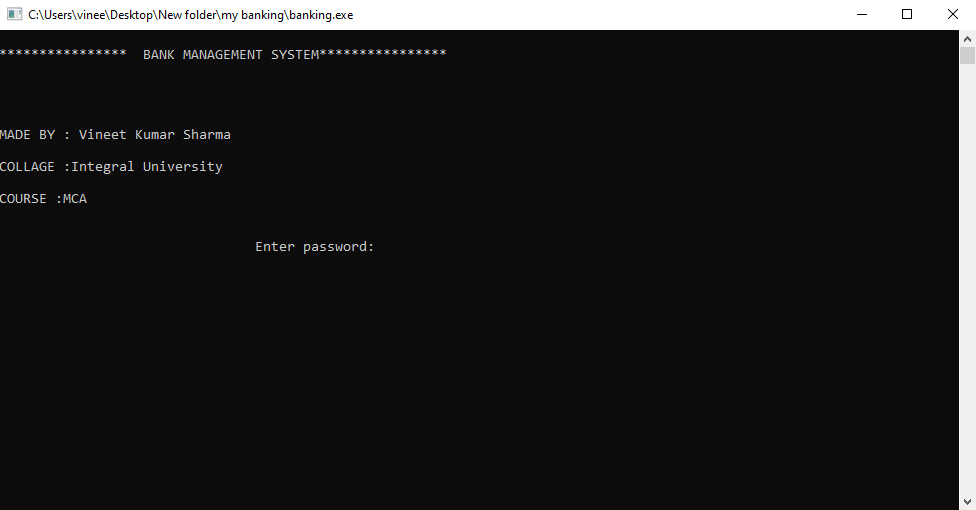 C:\Users\vinee\Desktop\New folder\my banking\banking.exe
**************** BANK MANAGEMENT SYSTEM****************
MADE BY : Vineet Kumar Sharma
COLLAGE :Integral University
COURSE :MCA
Enter password: